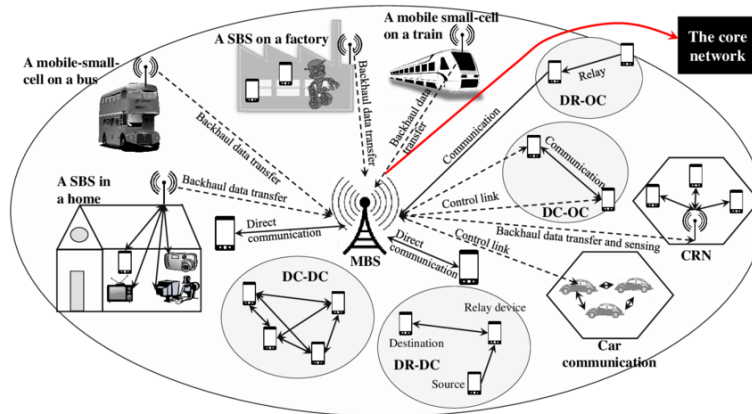 A mobile small-cell
on a train
The core
network
A SBS on a factory
A mobile-small-
cell on a bus
Relay
DR-OC
Backhaul data transfer
Backhaul data transfer
Backhaul data
transfer
Communication
Communication
DC-OC
Control link
A SBS in
a home
Backhaul data transfer
Direct
communication
MBS
Direct
communication
Control link
Backhaul data transfer and sensing
CRN
DC-DC
Relay device
Destination
DR-DC
Source
Car
communication